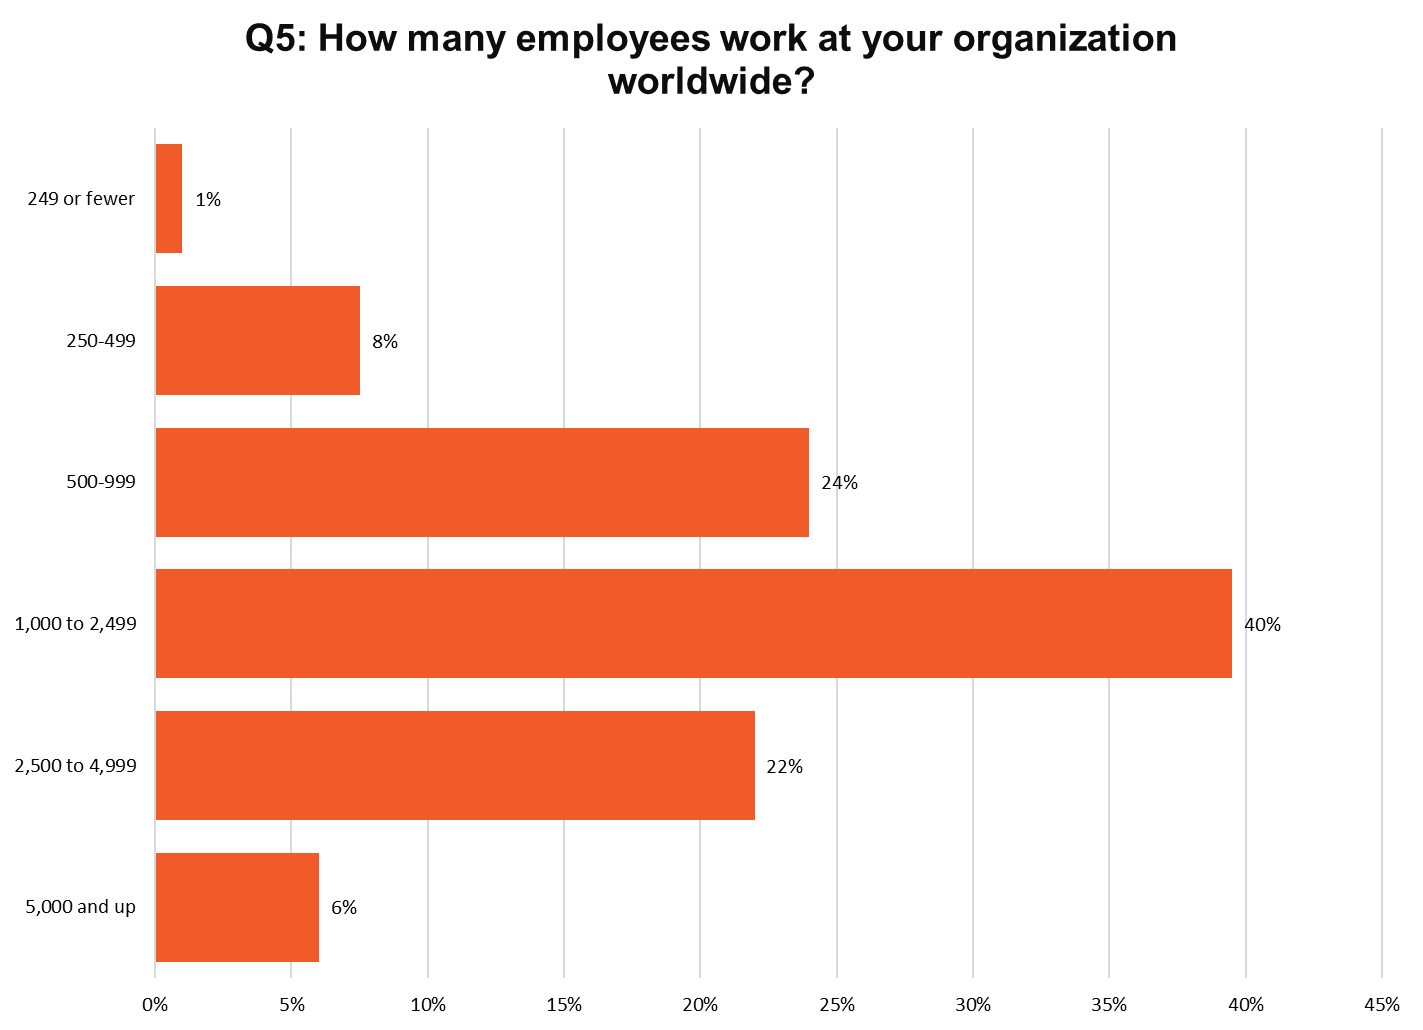 Q5: How many employees work at your organization
worldwide?
249 or fewer
1%
250-499
8%
500-999
24%
1,000 to 2,499
40%
2,500 to 4,999
22%
5,000 and up
6%
0% 5% 10% 15% 20% 25% 30% 35% 40% 45%